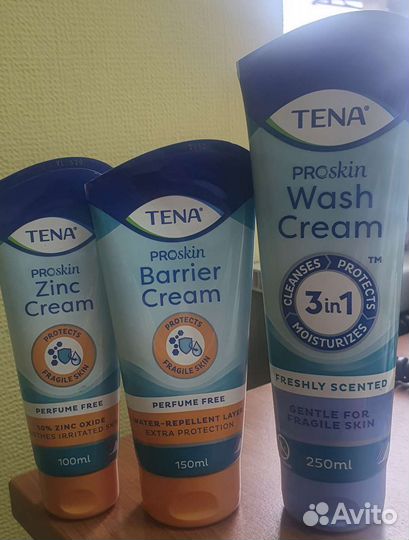 TENA®
PROskin
Zinc
Cream
PROTECTS
FRAGILE SKIN
PERFUME FREE
10% ZINC OXIDE
IRRITATED
100ml
TENA®
PROskin
Barrier
Cream
PROTECTS
FRAGILE SKIN
PERFUME FREE
WATER-REPELLENT LAYER
EXTRA PROTECTION
150ml
TENA®
PROskin
Wash
Cream
TM
CLEANSES PROTECTS
3in1
MOISTURIZES
FRESHLY SCENTED
GENTLE FOR
FRAGILE SKIN
250ml
Avito